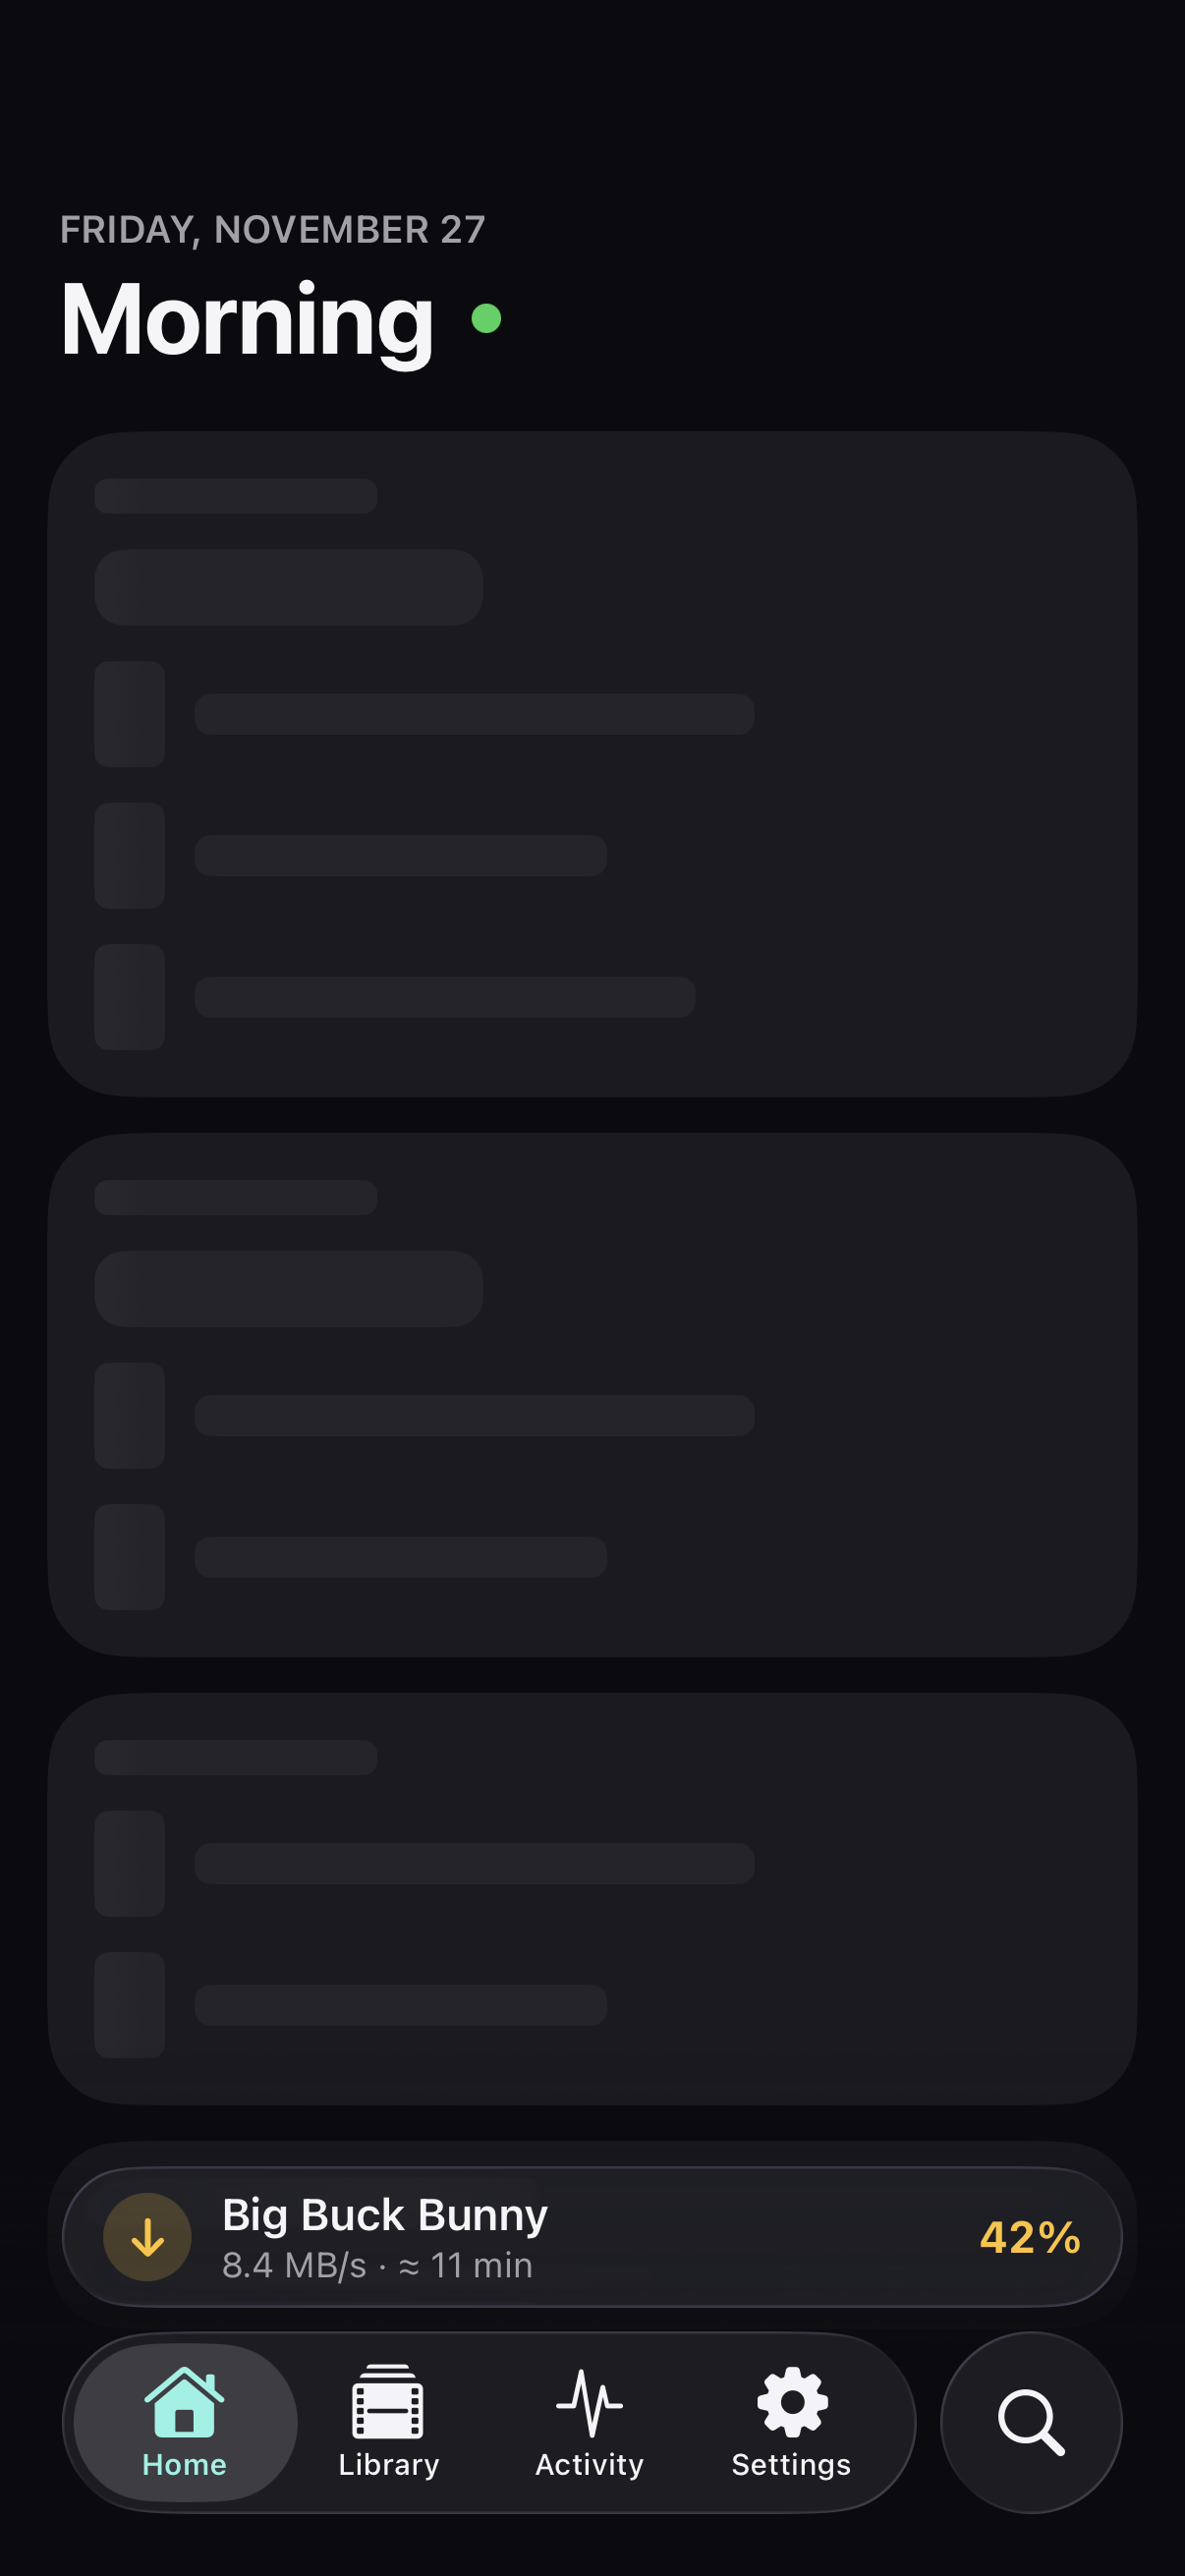 FRIDAY, NOVEMBER 27
Morning
Big Buck Bunny
8.4 MB/s · ≈ 11 min
42%
Home
Library
Activity
Settings